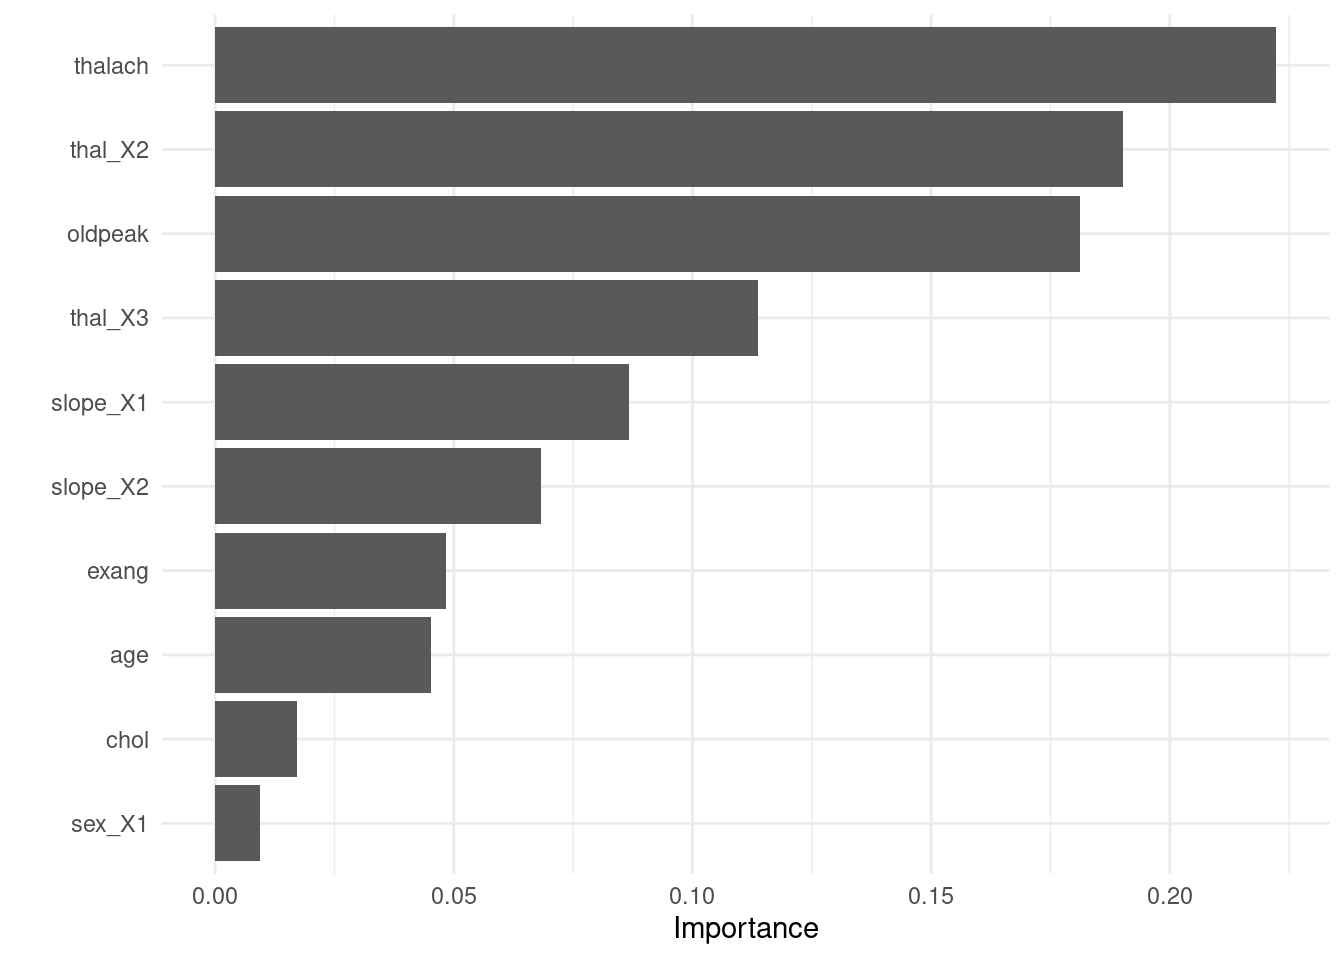 thalach
thal_X2
oldpeak
thal_X3
slope_X1
slope_X2
exang
age
chol
sex_X1
0.00 0.05 0.10 0.15 0.20
Importance